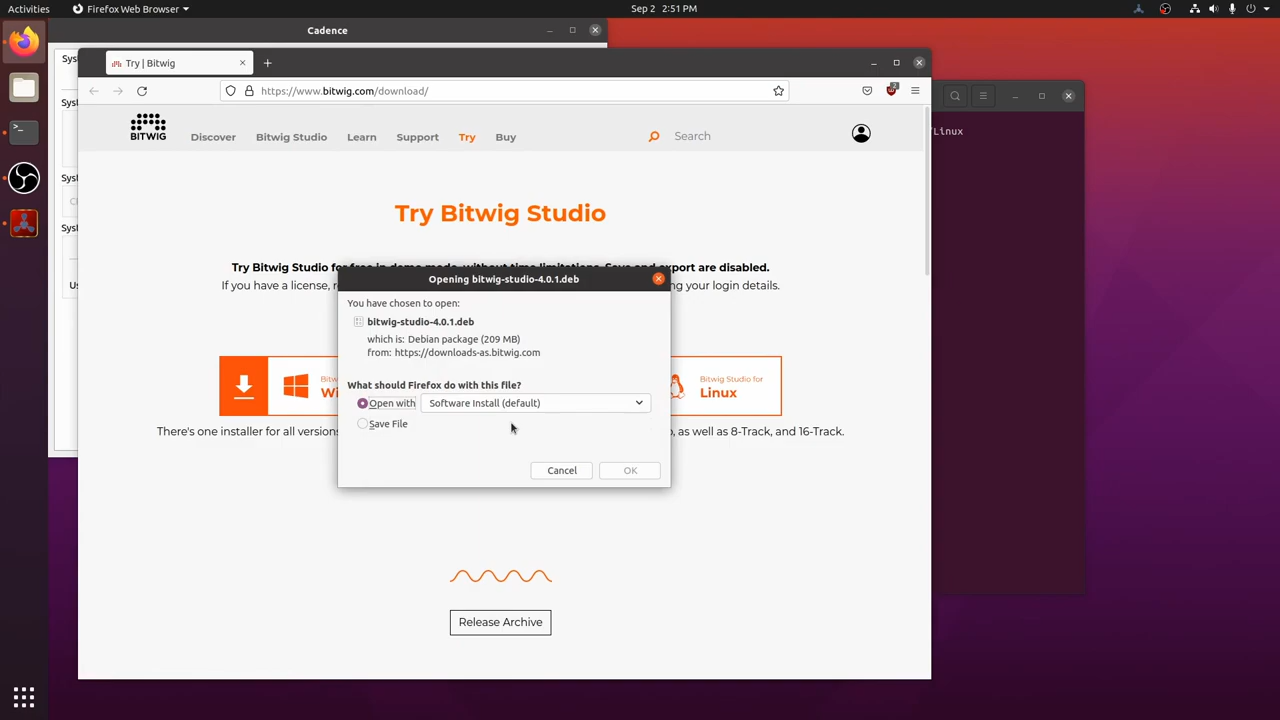 Activities
Firefox Web Browser
Sep 2 2:51 PM
Cadence
Try | Bitwig
https://www.bitwig.com/download/
BITWIG
Discover
Bitwig Studio
Learn
Support
Try
Buy
Search
/Linux
Try Bitwig Studio
Try Bitwig Studio for free in demo mode, without time limitations. Save and export are disabled.
If you have a license, ing your login details.
Opening bitwig-studio-4.0.1.deb
You have chosen to open:
bitwig-studio-4.0.1.deb
which is: Debian package (209 MB)
from: https://downloads-as.bitwig.com
What should Firefox do with this file?
Open with
Software Install (default)
Save File
Cancel
OK
Bitwig Studio for
Linux
There's one installer for all version , as well as 8-Track, and 16-Track.
Release Archive